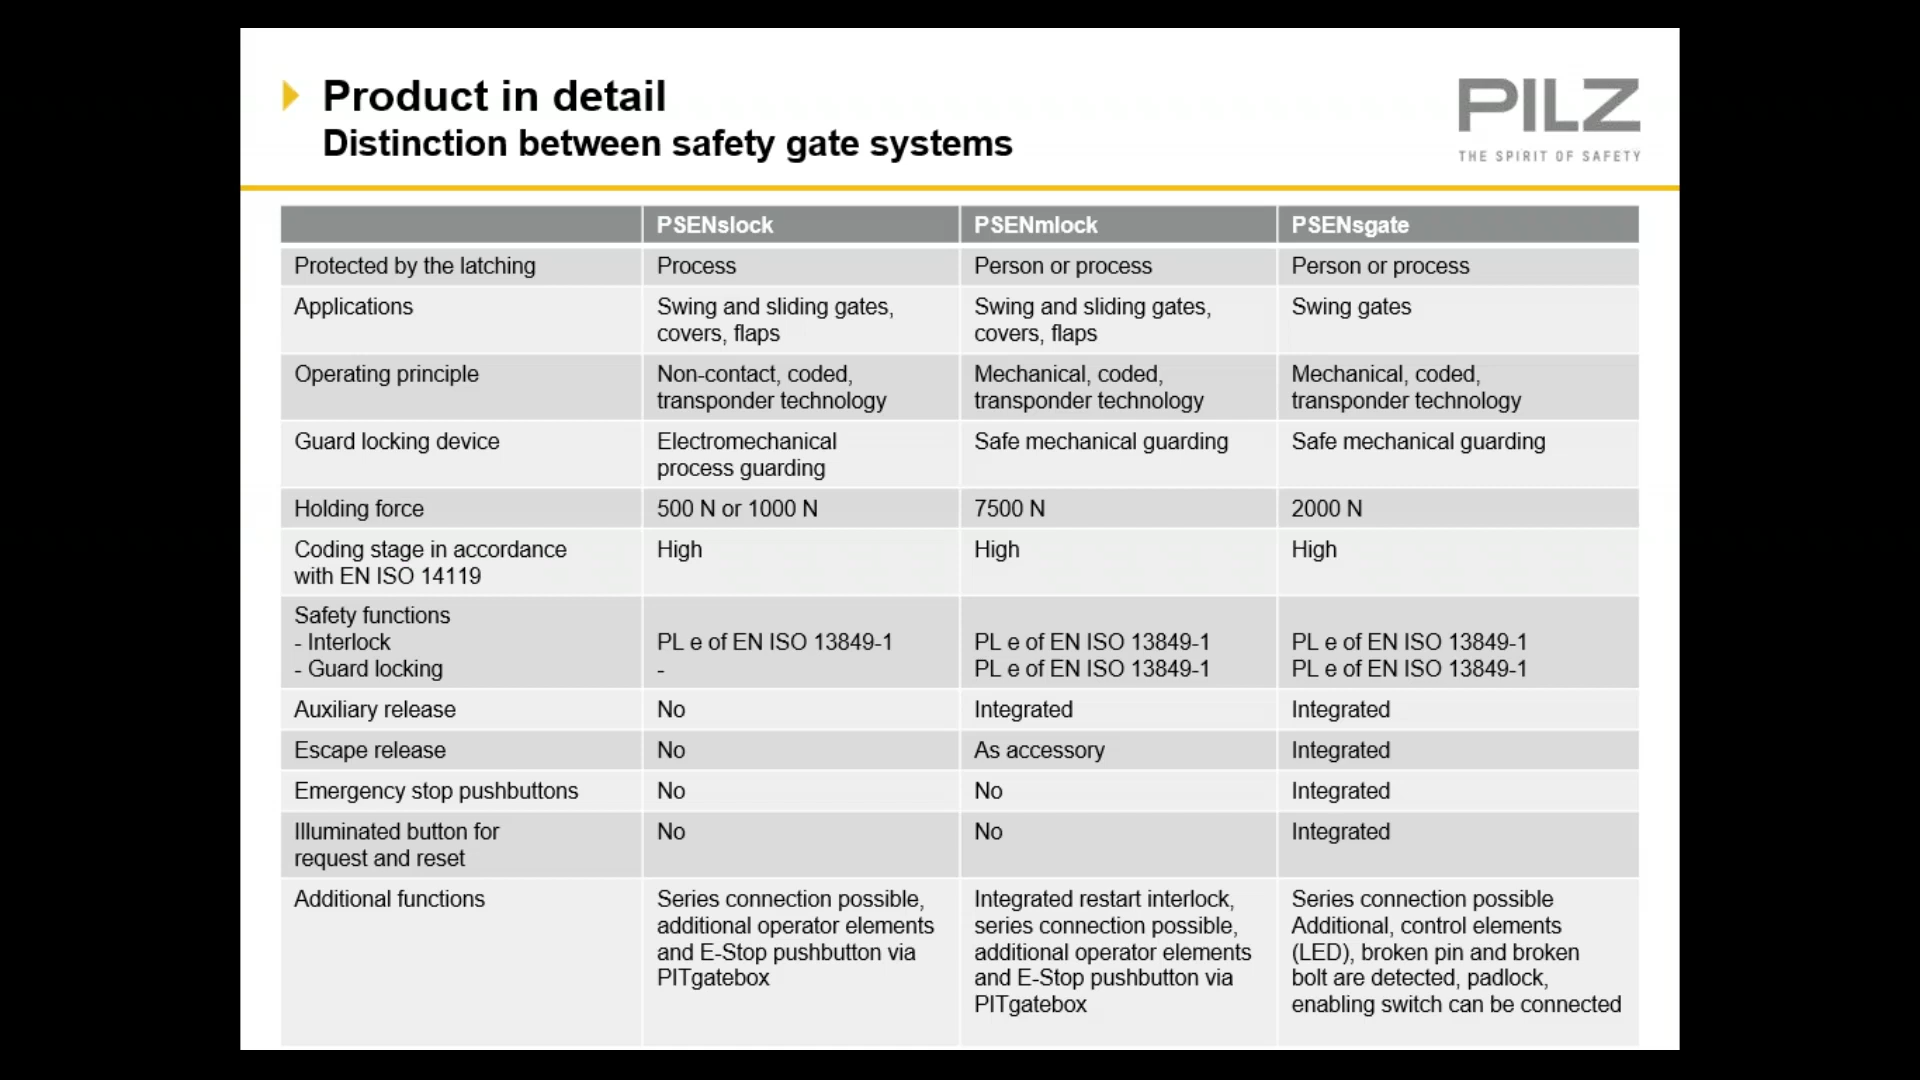 Product in detail
Distinction between safety gate systems
PILZ
THE SPIRIT OF SAFETY
PSENslock PSENmlock PSENsgate
Protected by the latching Process Person or process Person or process
Applications Swing and sliding gates, Swing and sliding gates, Swing gates
covers, flaps covers, flaps
Operating principle Non-contact, coded, Mechanical, coded, Mechanical, coded,
transponder technology transponder technology transponder technology
Guard locking device Electromechanical Safe mechanical guarding Safe mechanical guarding
process guarding
Holding force 500 N or 1000 N 7500 N 2000 N
Coding stage in accordance High High High
with EN ISO 14119
Safety functions
- Interlock PL e of EN ISO 13849-1 PL e of EN ISO 13849-1 PL e of EN ISO 13849-1
- Guard locking - PL e of EN ISO 13849-1 PL e of EN ISO 13849-1
Auxiliary release No Integrated Integrated
Escape release No As accessory Integrated
Emergency stop pushbuttons No No Integrated
Illuminated button for No No Integrated
request and reset
Additional functions Series connection possible, Integrated restart interlock, Series connection possible
additional operator elements series connection possible, Additional, control elements
and E-Stop pushbutton via additional operator elements (LED), broken pin and broken
PITgatebox and E-Stop pushbutton via bolt are detected, padlock,
PITgatebox enabling switch can be connected